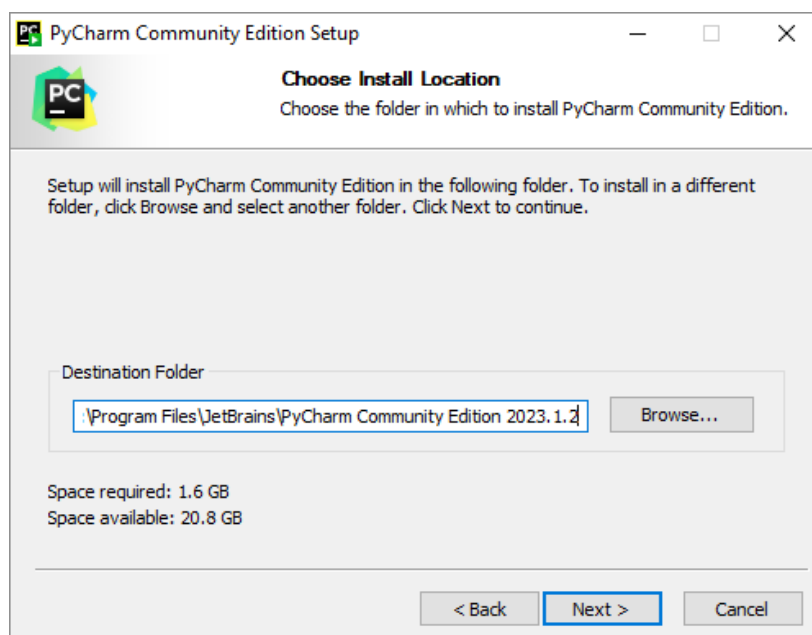 PyCharm Community Edition Setup
PC
Choose Install Location
Choose the folder in which to install PyCharm Community Edition.
Setup will install PyCharm Community Edition in the following folder. To install in a different
folder, click Browse and select another folder. Click Next to continue.
Destination Folder
:\Program Files\JetBrains\PyCharm Community Edition 2023.1.2
Browse...
Space required: 1.6 GB
Space available: 20.8 GB
< Back
Next >
Cancel